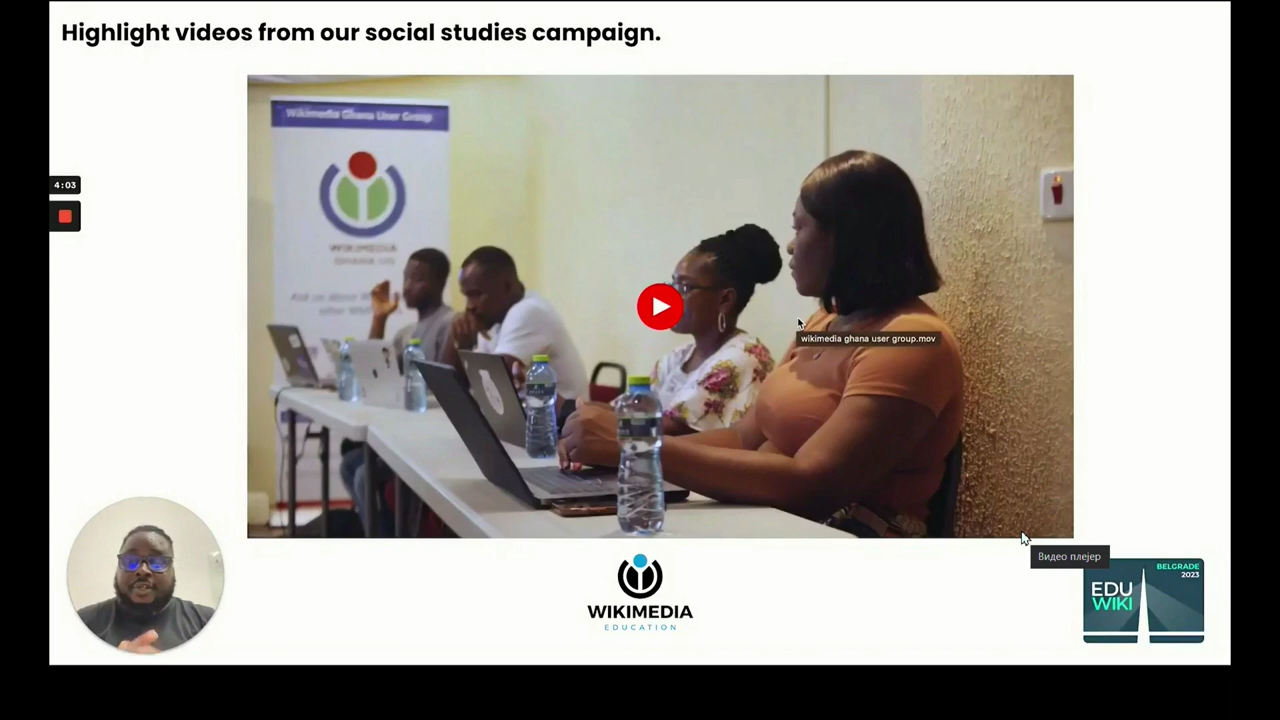 Highlight videos from our social studies campaign.
Wikimedia Ghana User Group
WIKIMEDIA
4:03
wikimedia ghana user group.mov
Видео плејер
WIKIMEDIA
EDUCATION
BELGRADE
2023
EDU
WIKI